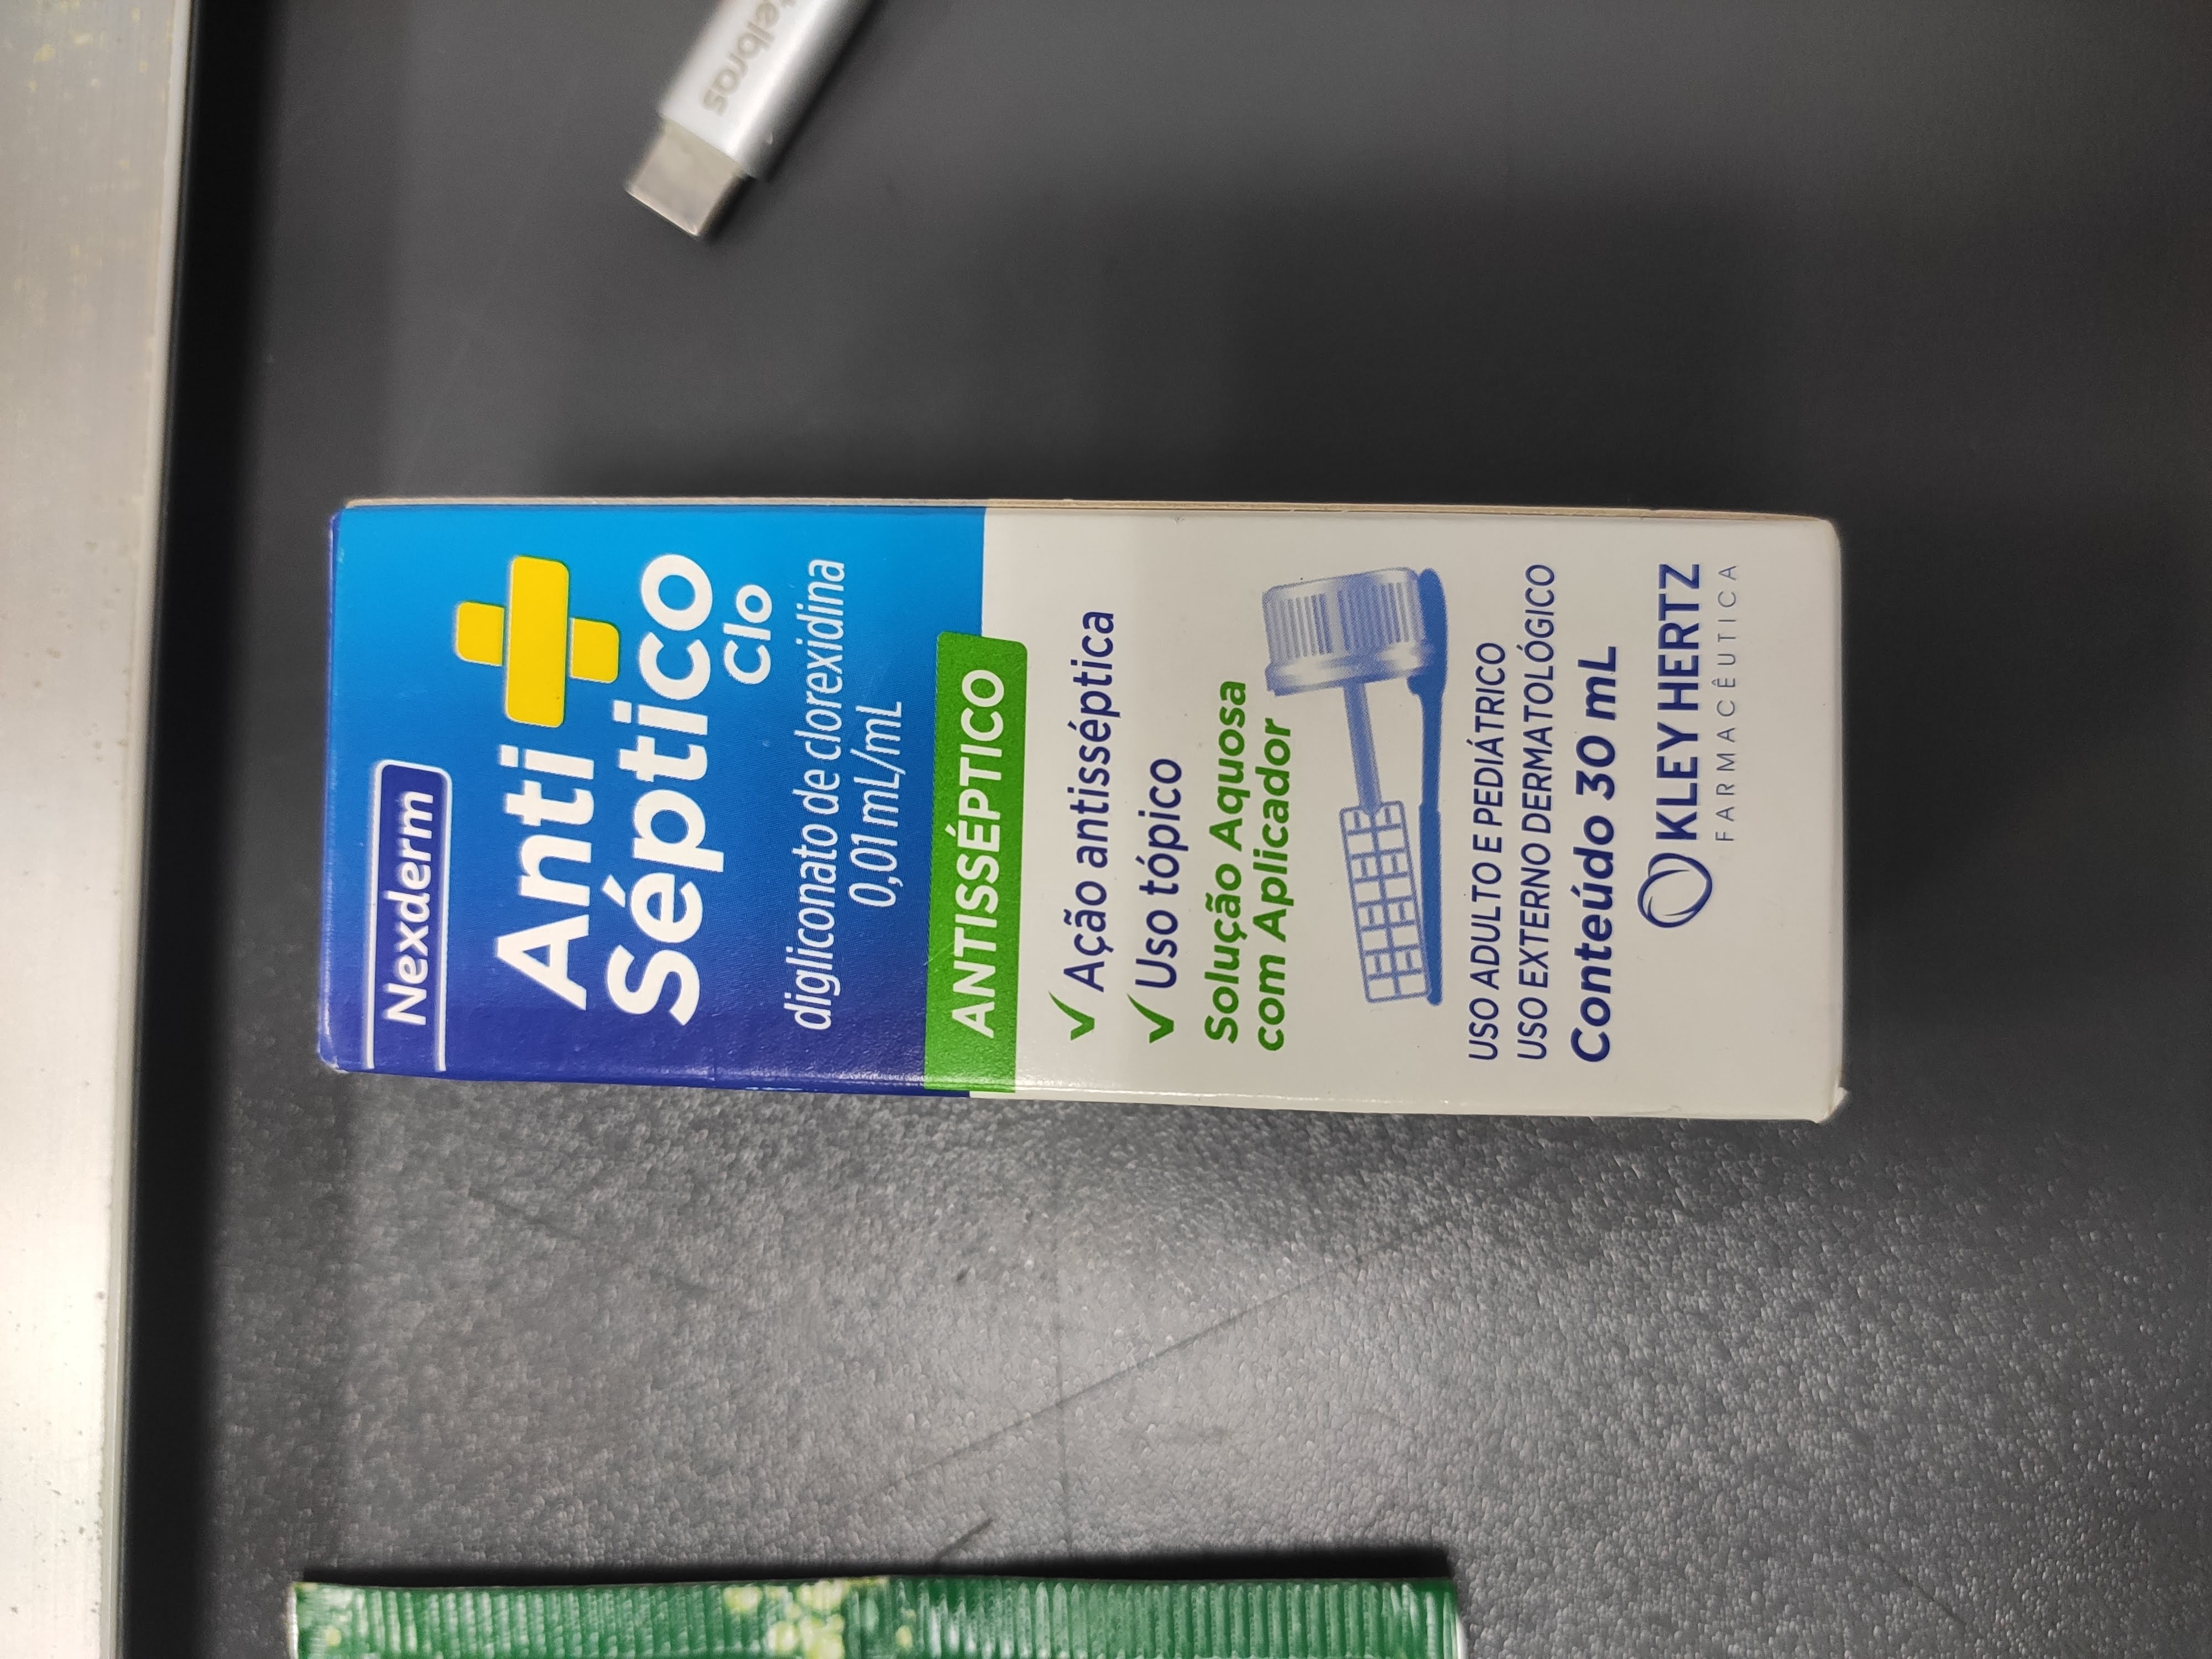 Nexderm
Anti
Séptico
Clo
digliconato de clorexidina
0,01 mL/mL
ANTISSÉPTICO
Ação antisséptica
Uso tópico
Solução Aquosa
com Aplicador
USO ADULTO E PEDIÁTRICO
USO EXTERNO DERMATOLÓGICO
Conteúdo 30 mL
KLEY HERTZ
FARMACÊUTICA